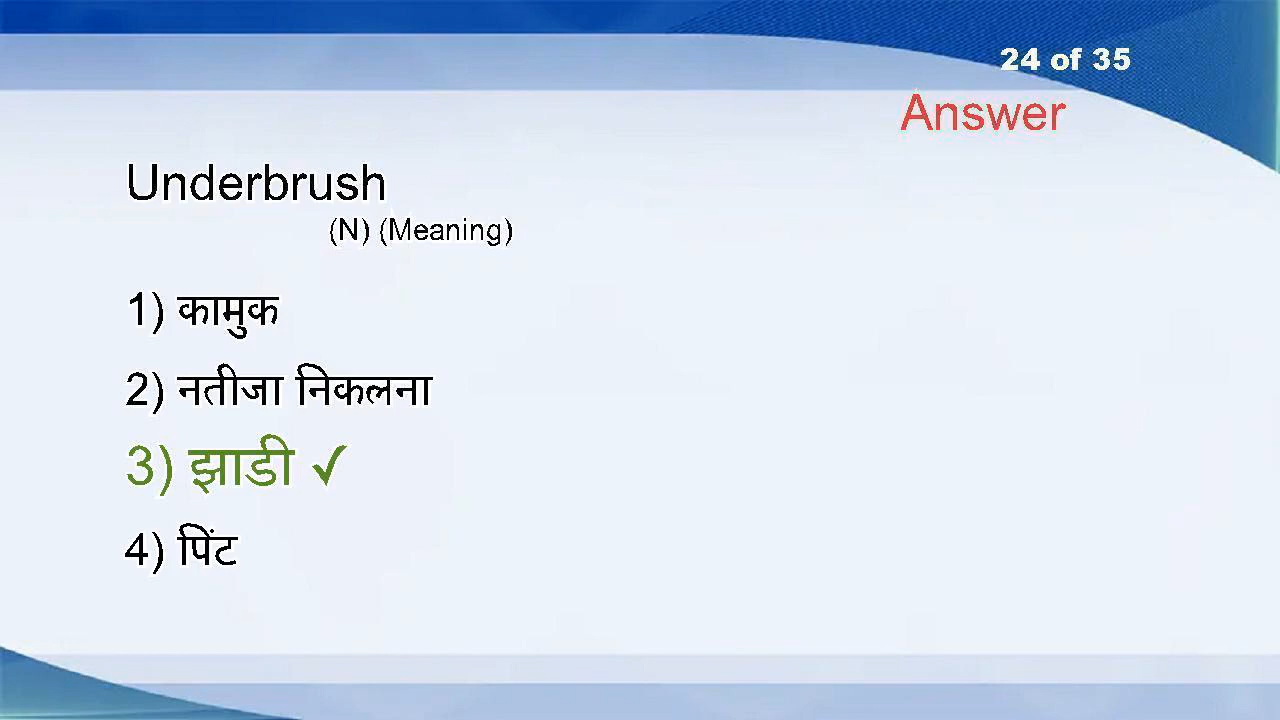 24 of 35
Answer
Underbrush
(N) (Meaning)
1) कामुक
2) नतीजा निकलना
3) झाडी ✓
4) पिंट